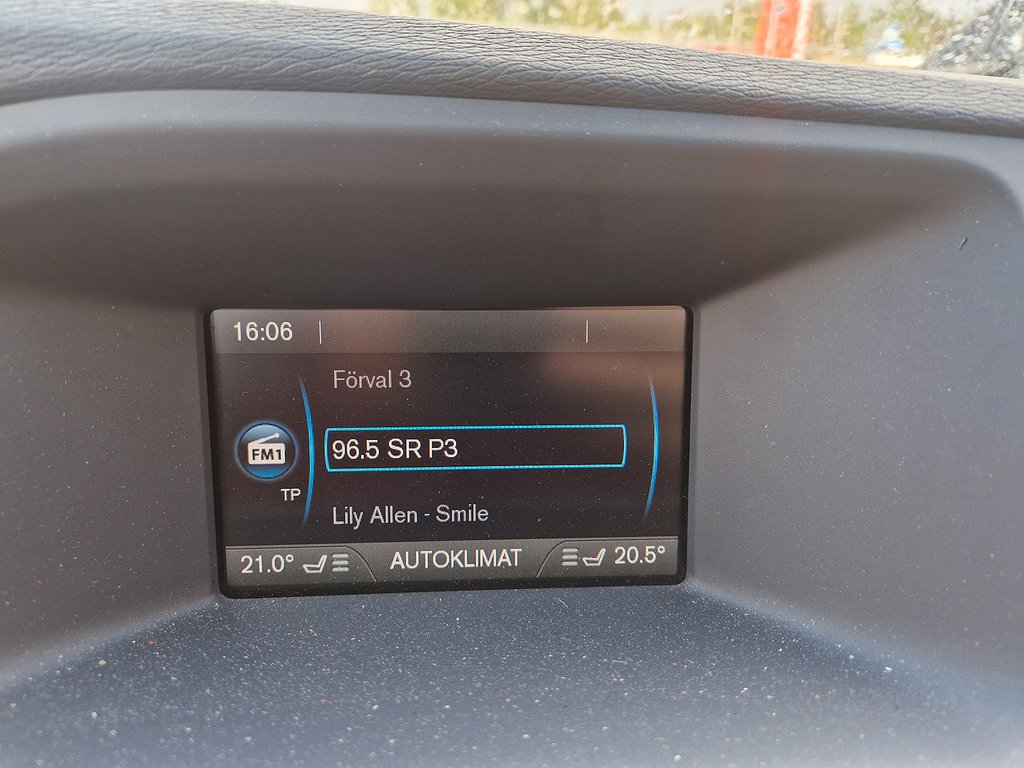 16:06
Förval 3
FM1
96.5 SR P3
TP
Lily Allen - Smile
21.0° AUTOKLIMAT 20.5°